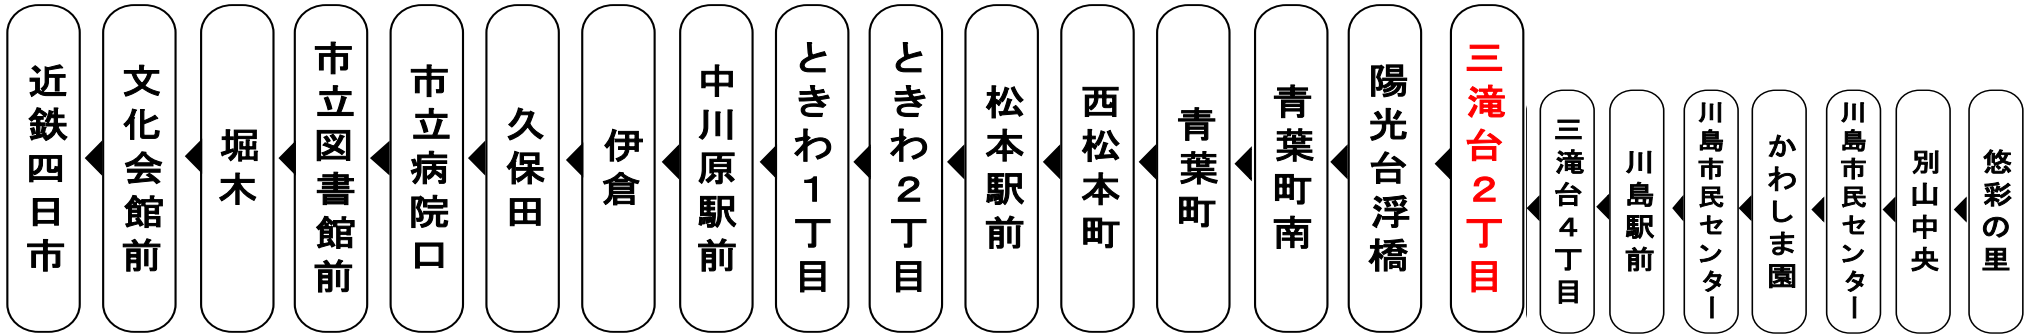 近鉄四日市
文化会館前
堀木
市立図書館前
市立病院口
久保田
伊倉
中川原駅前
ときわ１丁目
ときわ２丁目
松本駅前
西松本町
青葉町
青葉町南
陽光台浮橋
三滝台２丁目
三滝台４丁目
川島駅前
川島市民センター
かわしま園
川島市民センター
別山中央
悠彩の里